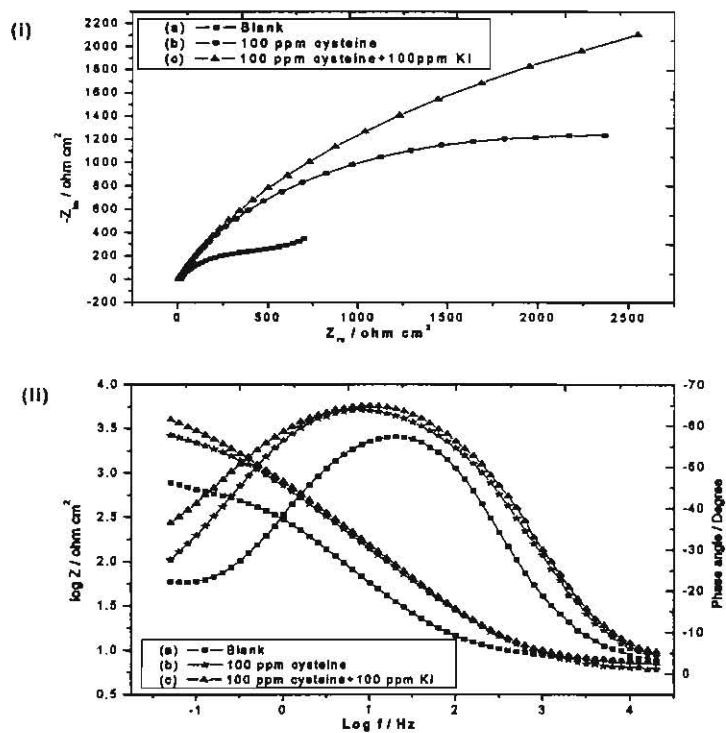 (i)
2200
2000
1800
1600
1400
1200
1000
800
600
400
200
0
-200
-Z_im / ohm cm²
(a) Blank
(b) 100 ppm cysteine
(c) 100 ppm cysteine+100ppm KI
0 500 1000 1500 2000 2500
Z_re / ohm cm²
(ii)
4.0
3.5
3.0
2.5
2.0
1.5
1.0
0.5
log Z / ohm cm²
-70
-60
-50
-40
-30
-20
-10
0
Phase angle / Degree
(a) Blank
(b) 100 ppm cysteine
(c) 100 ppm cysteine+100 ppm KI
-1 0 1 2 3 4
Log f / Hz